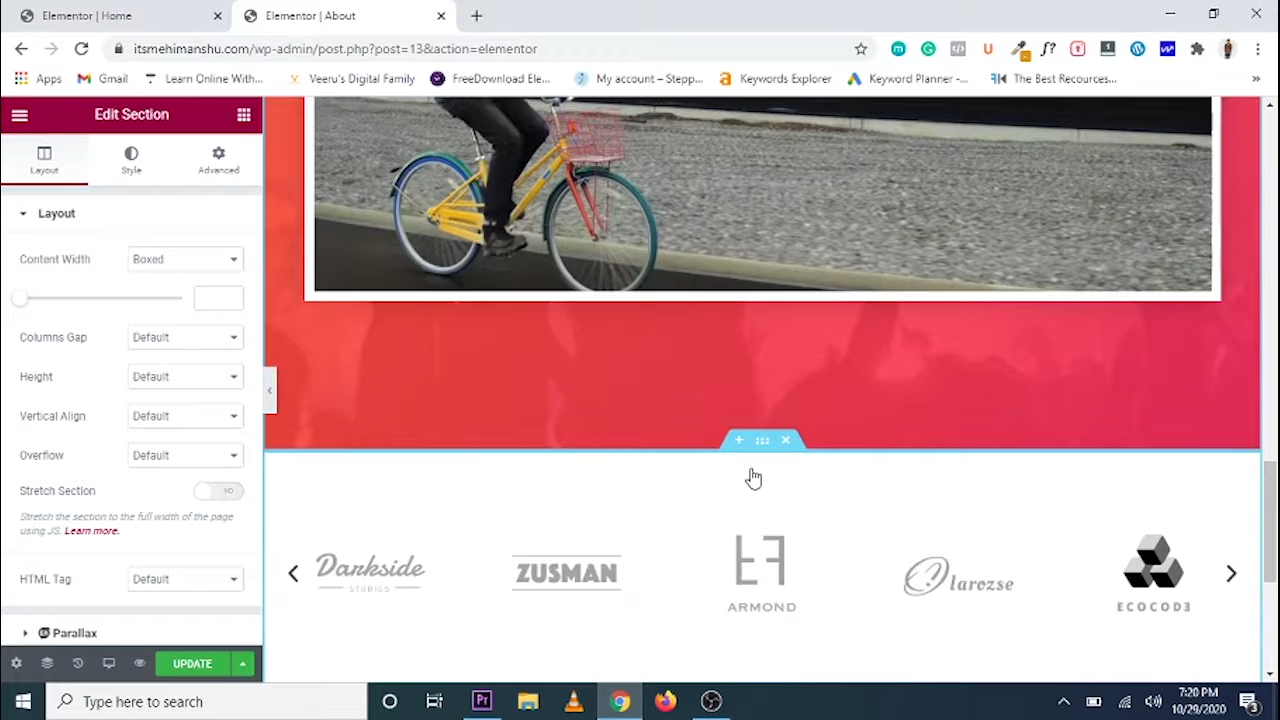 Elementor | Home
Elementor | About
itsmehimanshu.com/wp-admin/post.php?post=13&action=elementor
Apps
Gmail
Learn Online With...
Veeru's Digital Family
FreeDownload Ele...
My account – Stepp...
Keywords Explorer
Keyword Planner -...
The Best Recources...
Edit Section
Layout
Style
Advanced
Layout
Content Width
Boxed
Columns Gap
Default
Height
Default
Vertical Align
Default
Overflow
Default
Stretch Section
NO
Stretch the section to the full width of the page
using JS. Learn more.
HTML Tag
Default
Parallax
UPDATE
Darkside
STUDIOS
ZUSMAN
ARMOND
larozse
ECOCODE
Type here to search
7:20 PM
10/29/2020
3